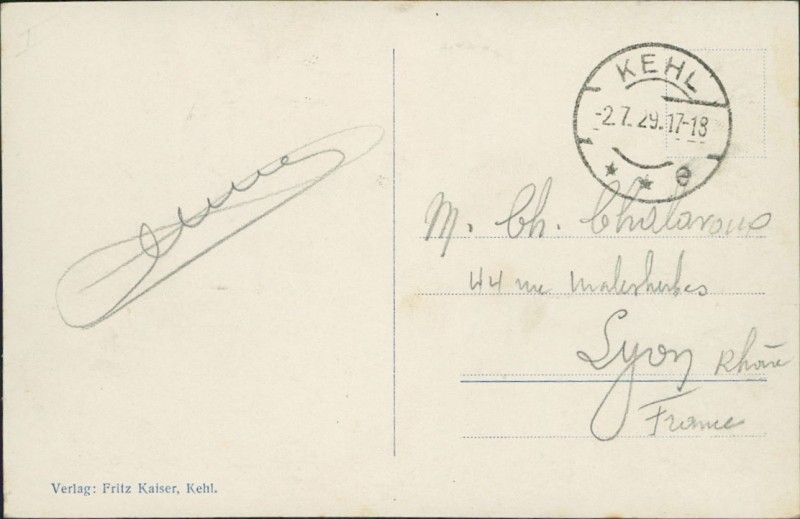 KEHL
-2.7.29.17-18
* * e
M. Ch. Chalavoux
44 rue Malesherbes
Lyon Rhône
France
Verlag: Fritz Kaiser, Kehl.